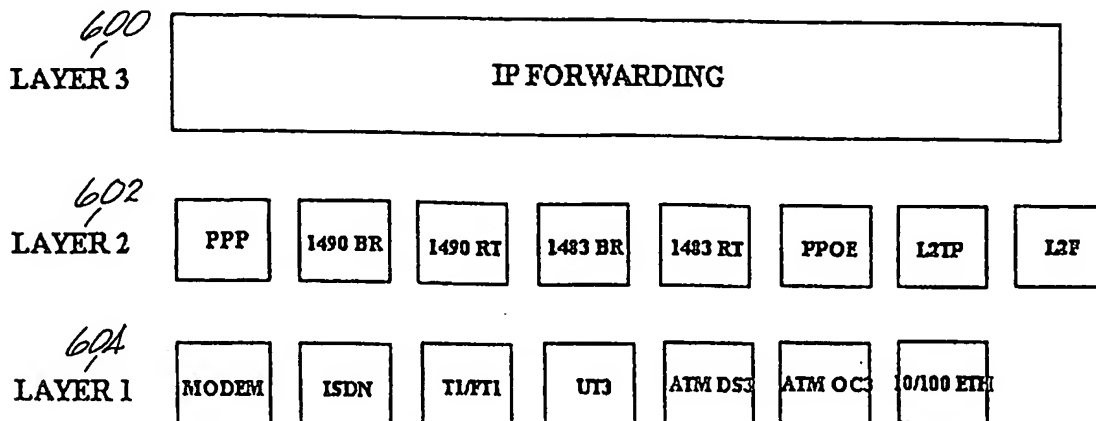 600
LAYER 3
IP FORWARDING
602
LAYER 2 PPP 1490 BR 1490 RT 1483 BR 1483 RT PPOE L2TP L2F
604
LAYER 1 MODEM ISDN T1/FT1 UT3 ATM DS3 ATM OC3 10/100 ETH